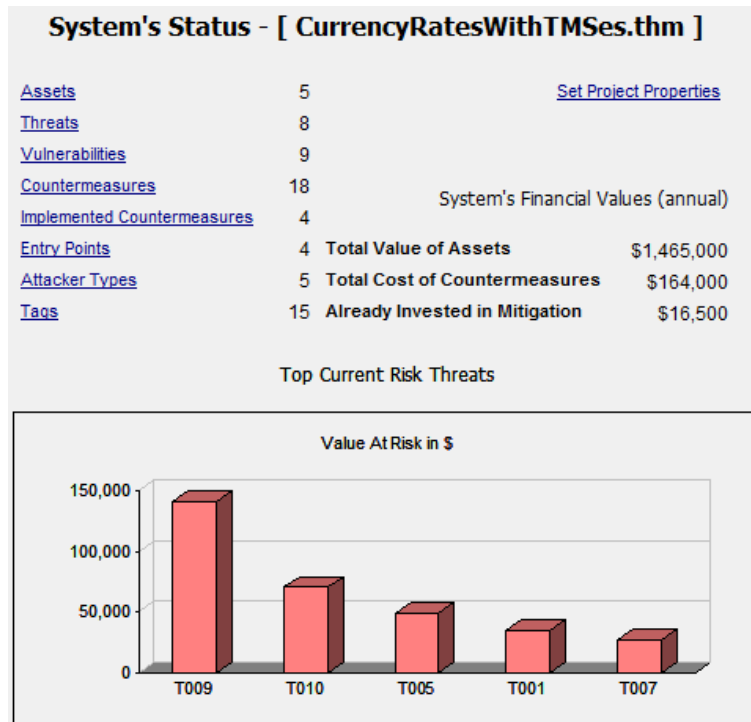 System's Status - [ CurrencyRatesWithTMSes.thm ]
Assets 5 Set Project Properties
Threats 8
Vulnerabilities 9
Countermeasures 18
System's Financial Values (annual)
Implemented Countermeasures 4
Entry Points 4 Total Value of Assets $1,465,000
Attacker Types 5 Total Cost of Countermeasures $164,000
Tags 15 Already Invested in Mitigation $16,500
Top Current Risk Threats
Value At Risk in $
150,000
100,000
50,000
0
T009 T010 T005 T001 T007